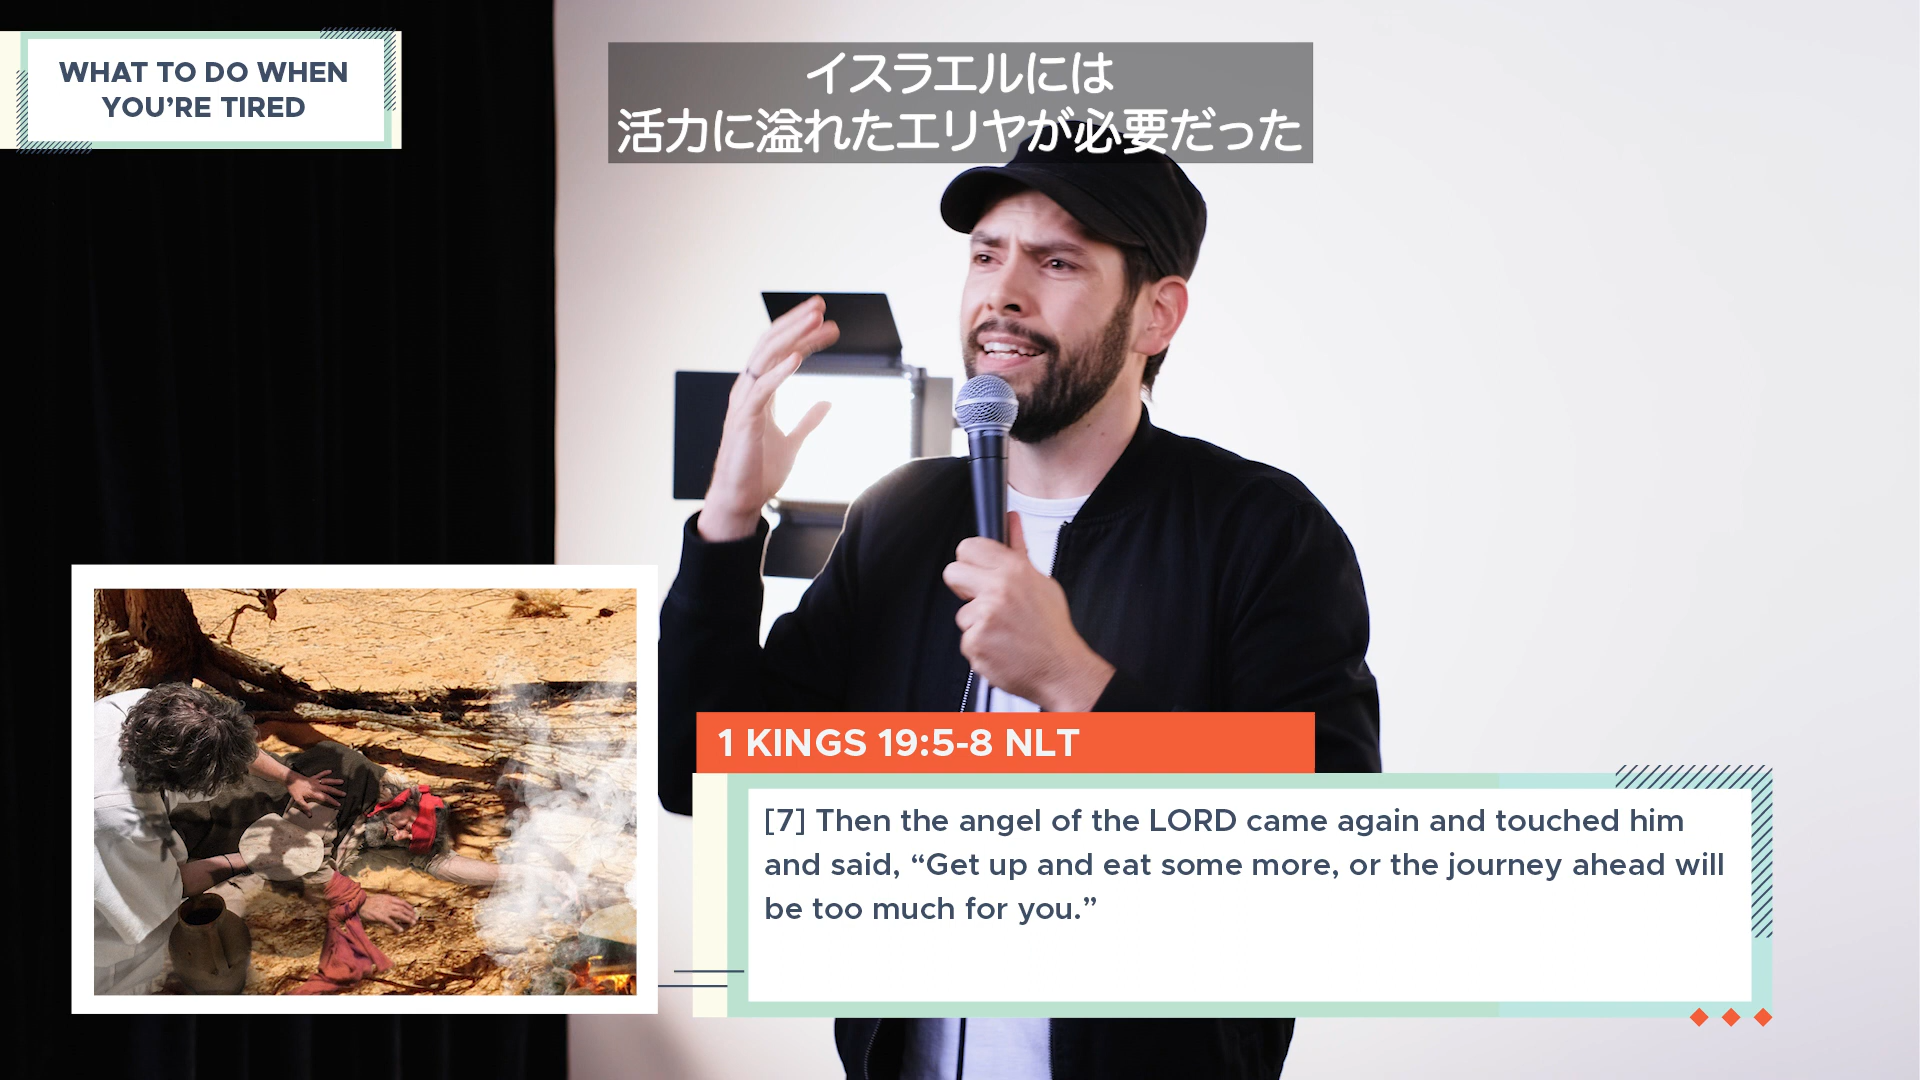 WHAT TO DO WHEN
YOU’RE TIRED
イスラエルには
活力に溢れたエリヤが必要だった
1 KINGS 19:5-8 NLT
[7] Then the angel of the LORD came again and touched him
and said, “Get up and eat some more, or the journey ahead will
be too much for you.”